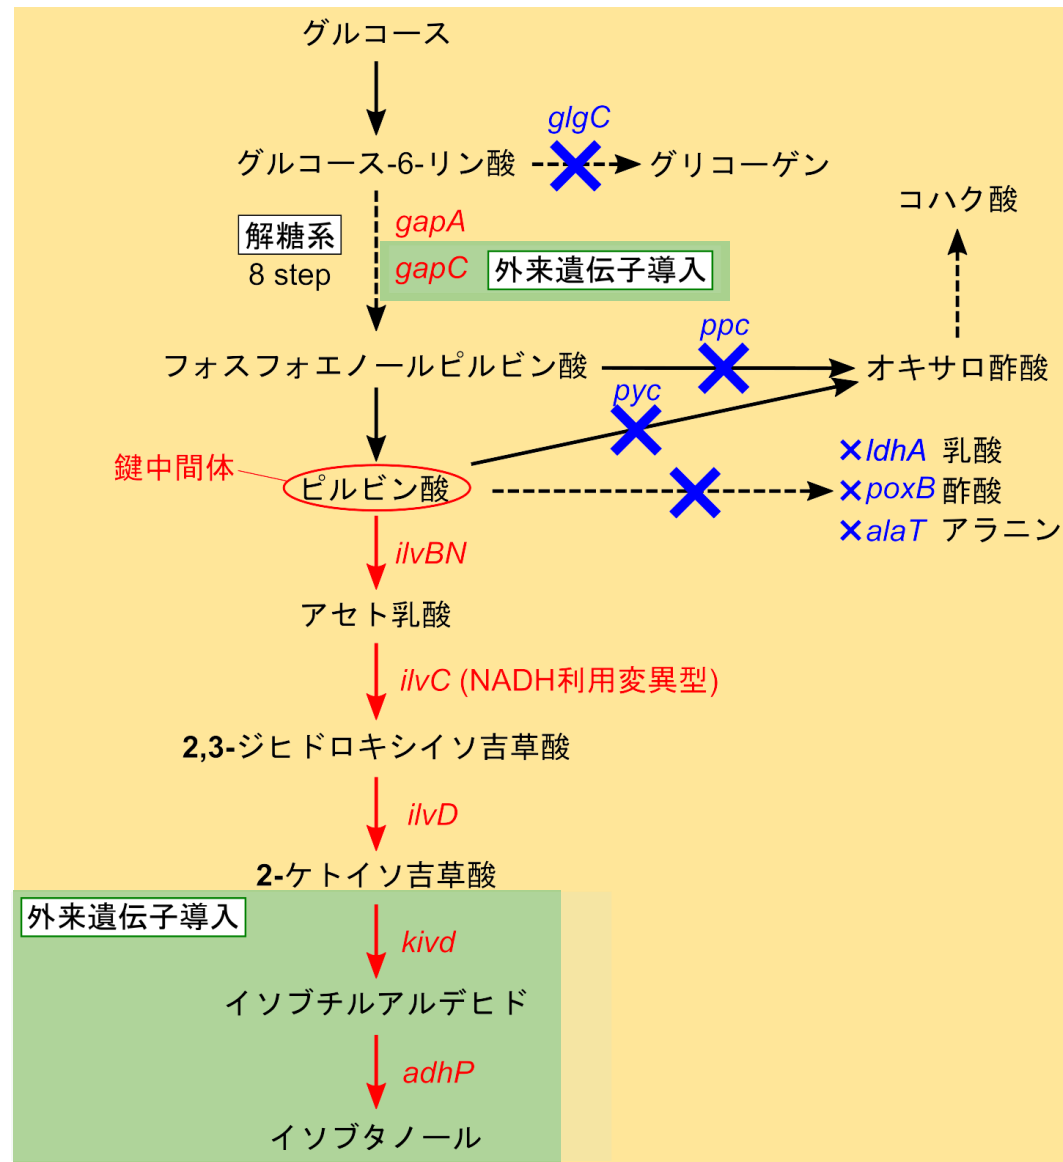 グルコース
glgC
グルコース-6-リン酸
グリコーゲン
コハク酸
解糖系
8 step
gapA
gapC
外来遺伝子導入
ppc
フォスフォエノールピルビン酸
オキサロ酢酸
pyc
鍵中間体
ピルビン酸
×ldhA 乳酸
×poxB 酢酸
×alaT アラニン
ilvBN
アセト乳酸
ilvC (NADH利用変異型)
2,3-ジヒドロキシイソ吉草酸
ilvD
2-ケトイソ吉草酸
外来遺伝子導入
kivd
イソブチルアルデヒド
adhP
イソブタノール